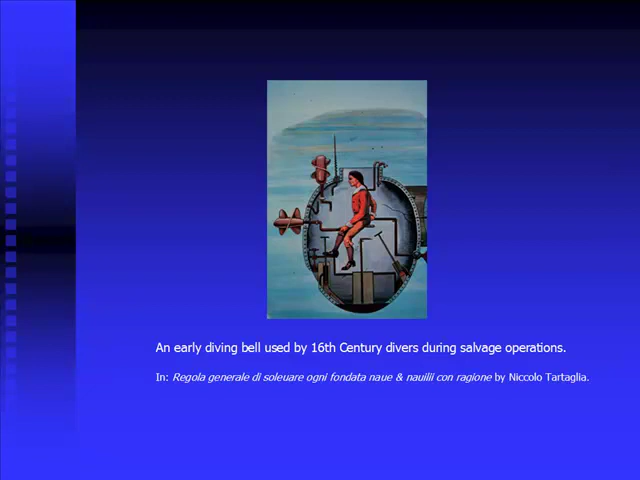 An early diving bell used by 16th Century divers during salvage operations.
In: Regola generale di soleuare ogni fondata naue & nauilii con ragione by Niccolo Tartaglia.